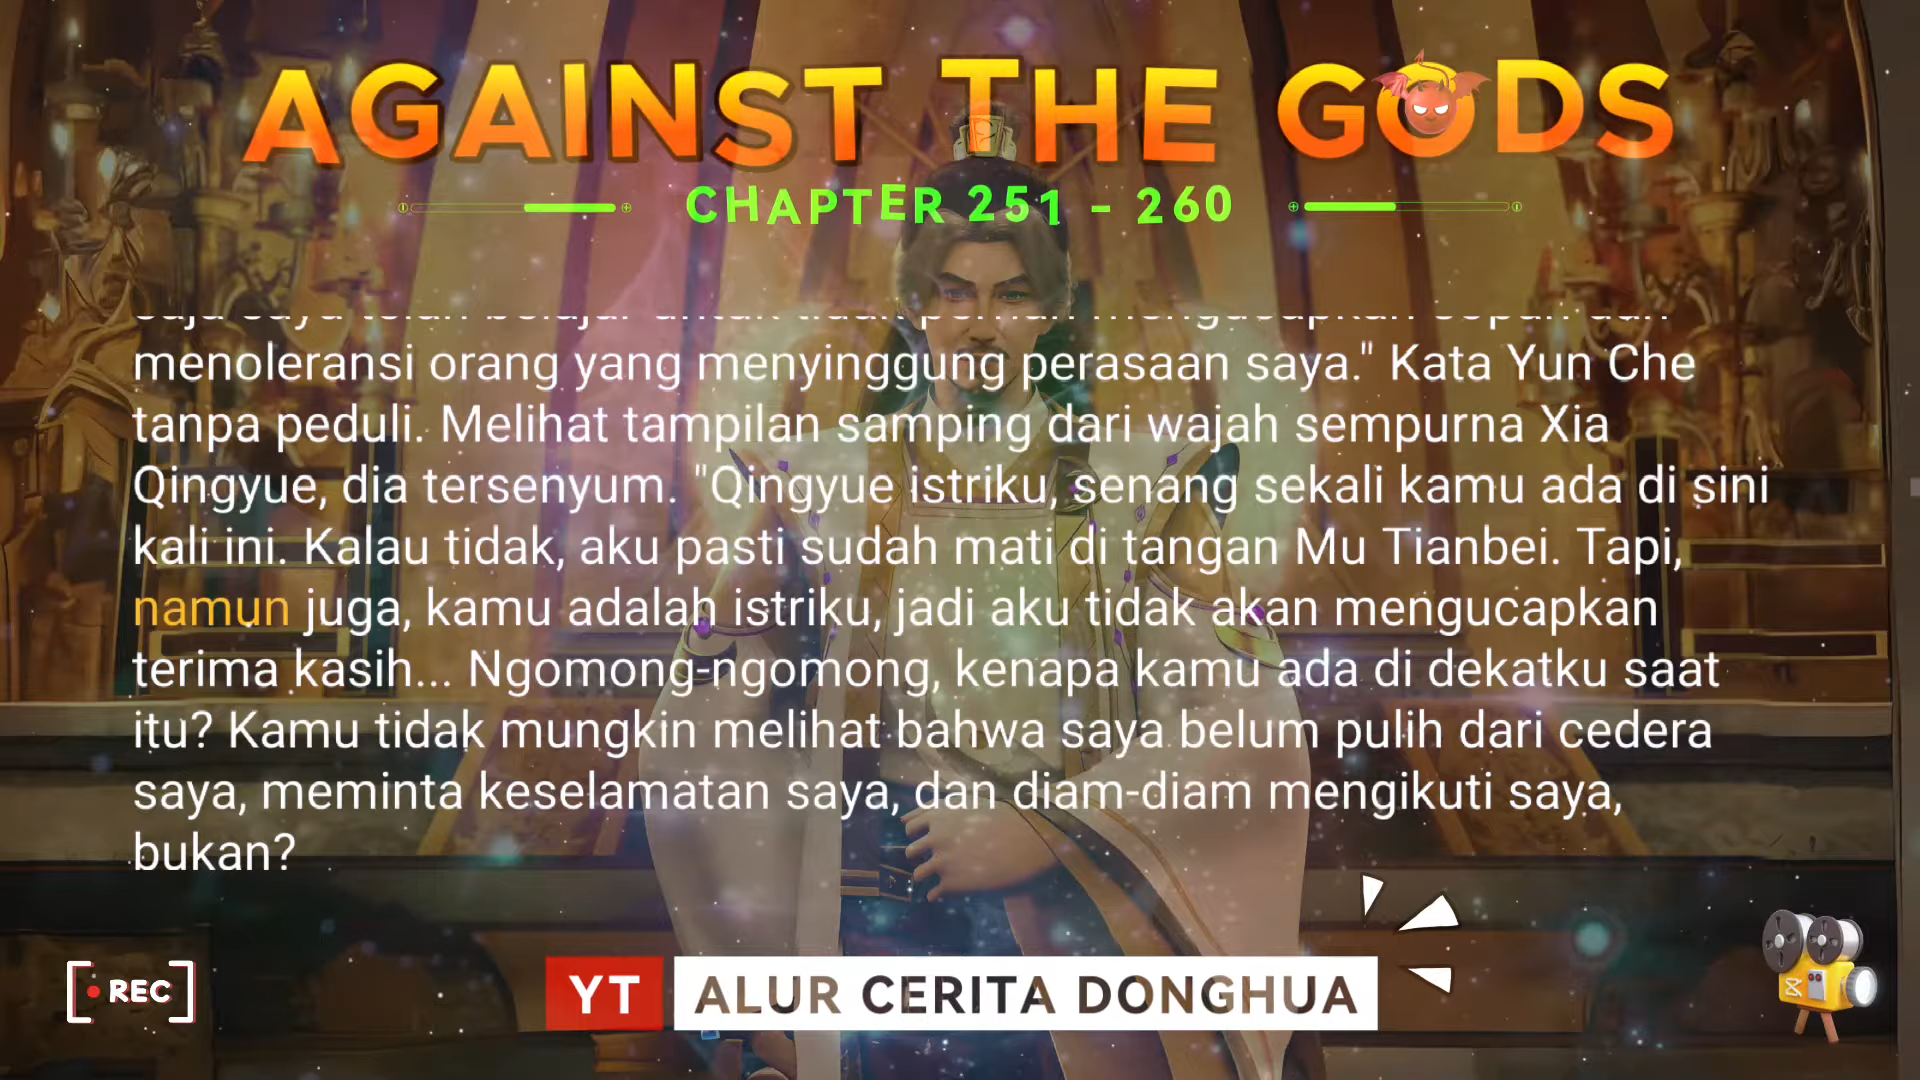 AGAINST THE GODS
CHAPTER 251 - 260
menoleransi orang yang menyinggung perasaan saya." Kata Yun Che
tanpa peduli. Melihat tampilan samping dari wajah sempurna Xia
Qingyue, dia tersenyum. "Qingyue istriku, senang sekali kamu ada di sini
kali ini. Kalau tidak, aku pasti sudah mati di tangan Mu Tianbei. Tapi,
namun juga, kamu adalah istriku, jadi aku tidak akan mengucapkan
terima kasih... Ngomong-ngomong, kenapa kamu ada di dekatku saat
itu? Kamu tidak mungkin melihat bahwa saya belum pulih dari cedera
saya, meminta keselamatan saya, dan diam-diam mengikuti saya,
bukan?
REC
YT ALUR CERITA DONGHUA